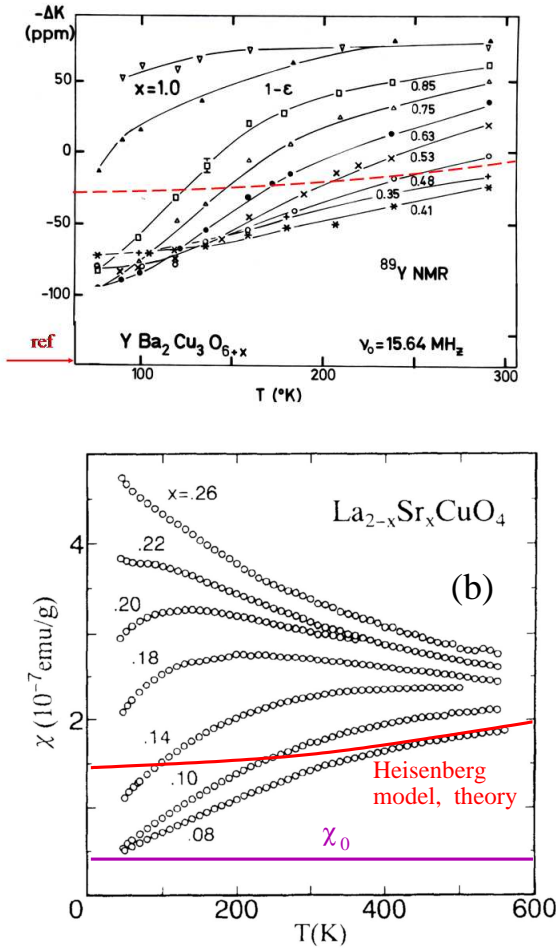 -ΔK
(ppm)
50
0
-50
-100
x=1.0
1-ε
0.85
0.75
0.63
0.53
0.48
0.35
0.41
⁸⁹Y NMR
ref
Y Ba₂ Cu₃ O₆₊ₓ
ν₀=15.64 MHz
100
200
300
T (°K)
x=.26
La₂₋ₓSrₓCuO₄
4
.22
(b)
.20
.18
χ (10⁻⁷emu/g)
2
.14
Heisenberg
model, theory
.10
.08
χ₀
0
0
200
400
600
T(K)